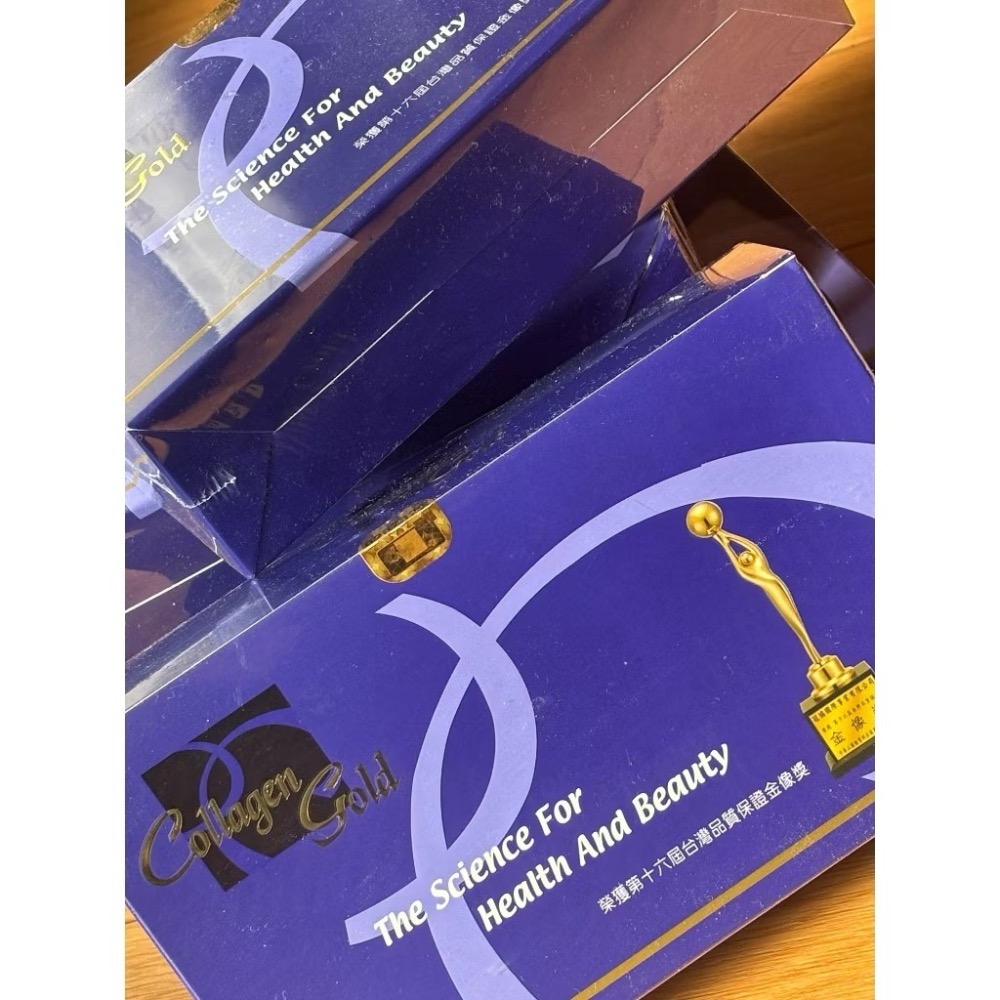 Gold
The Science For
Health And Beauty
榮獲第十六屆台灣品質保證金像
Collagen
Gold
The Science For
Health And Beauty
榮獲第十六屆台灣品質保證金像獎
金像